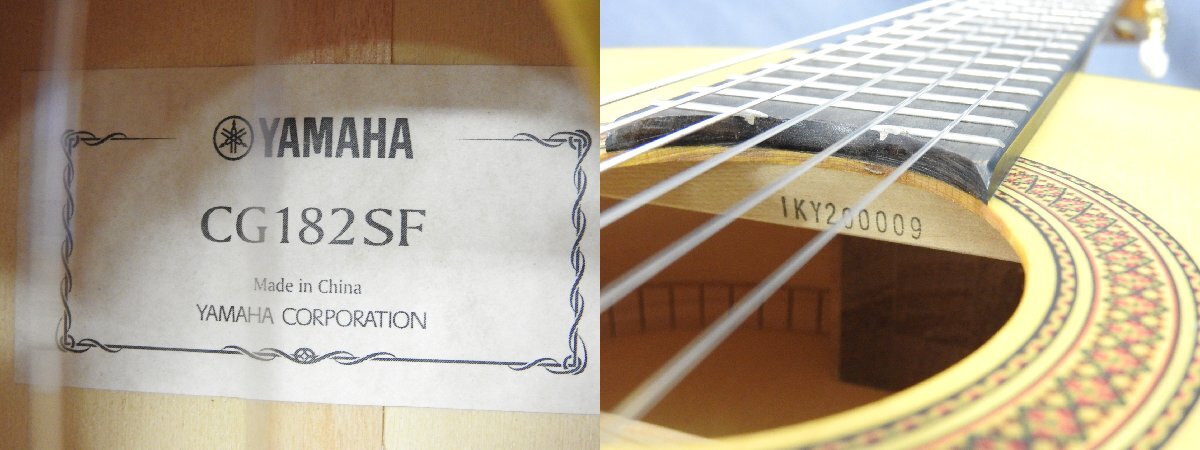 YAMAHA
CG182SF
Made in China
YAMAHA CORPORATION
IKY200009